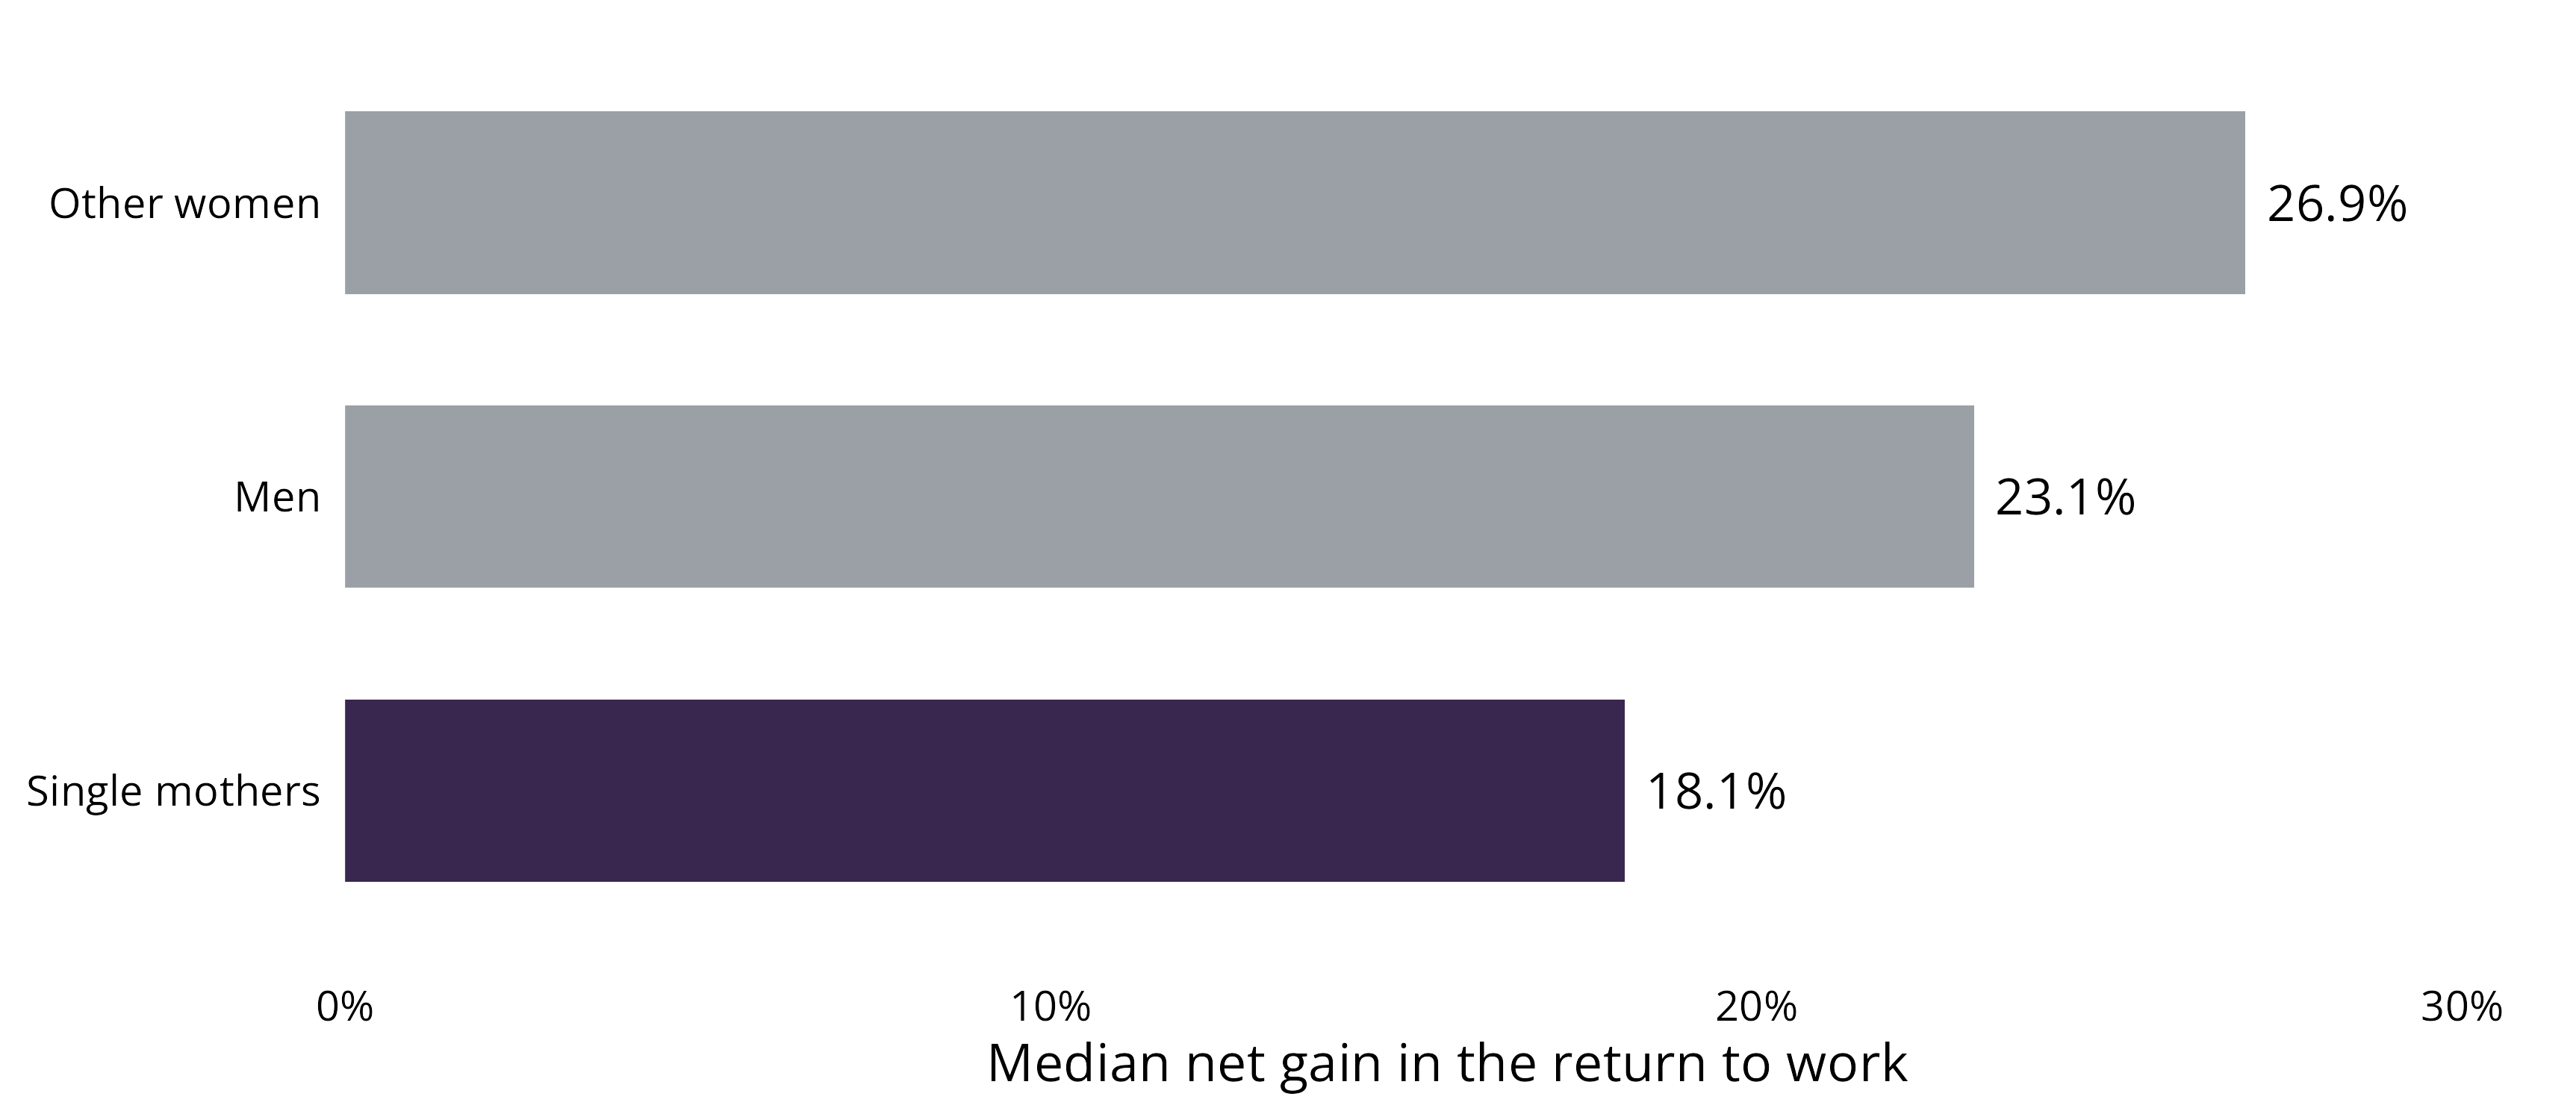 Other women
26.9%
Men
23.1%
Single mothers
18.1%
0% 10% 20% 30%
Median net gain in the return to work